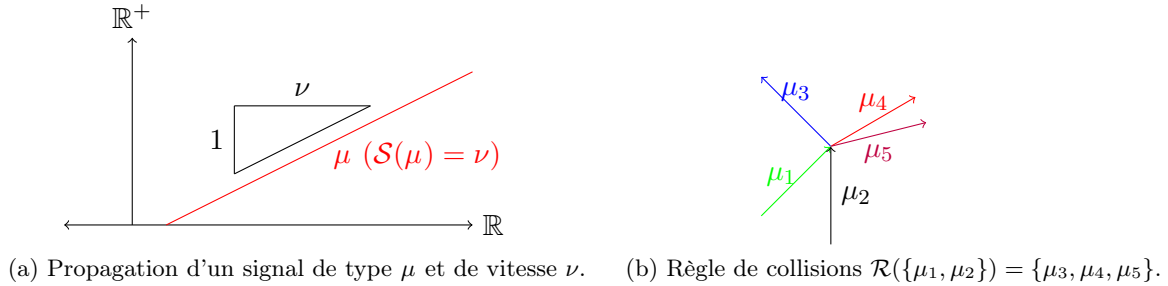 ℝ⁺
ν
1
μ (𝒮(μ) = ν)
ℝ
(a) Propagation d'un signal de type μ et de vitesse ν.
μ₃
μ₄
μ₅
μ₁
μ₂
(b) Règle de collisions ℛ({μ₁, μ₂}) = {μ₃, μ₄, μ₅}.